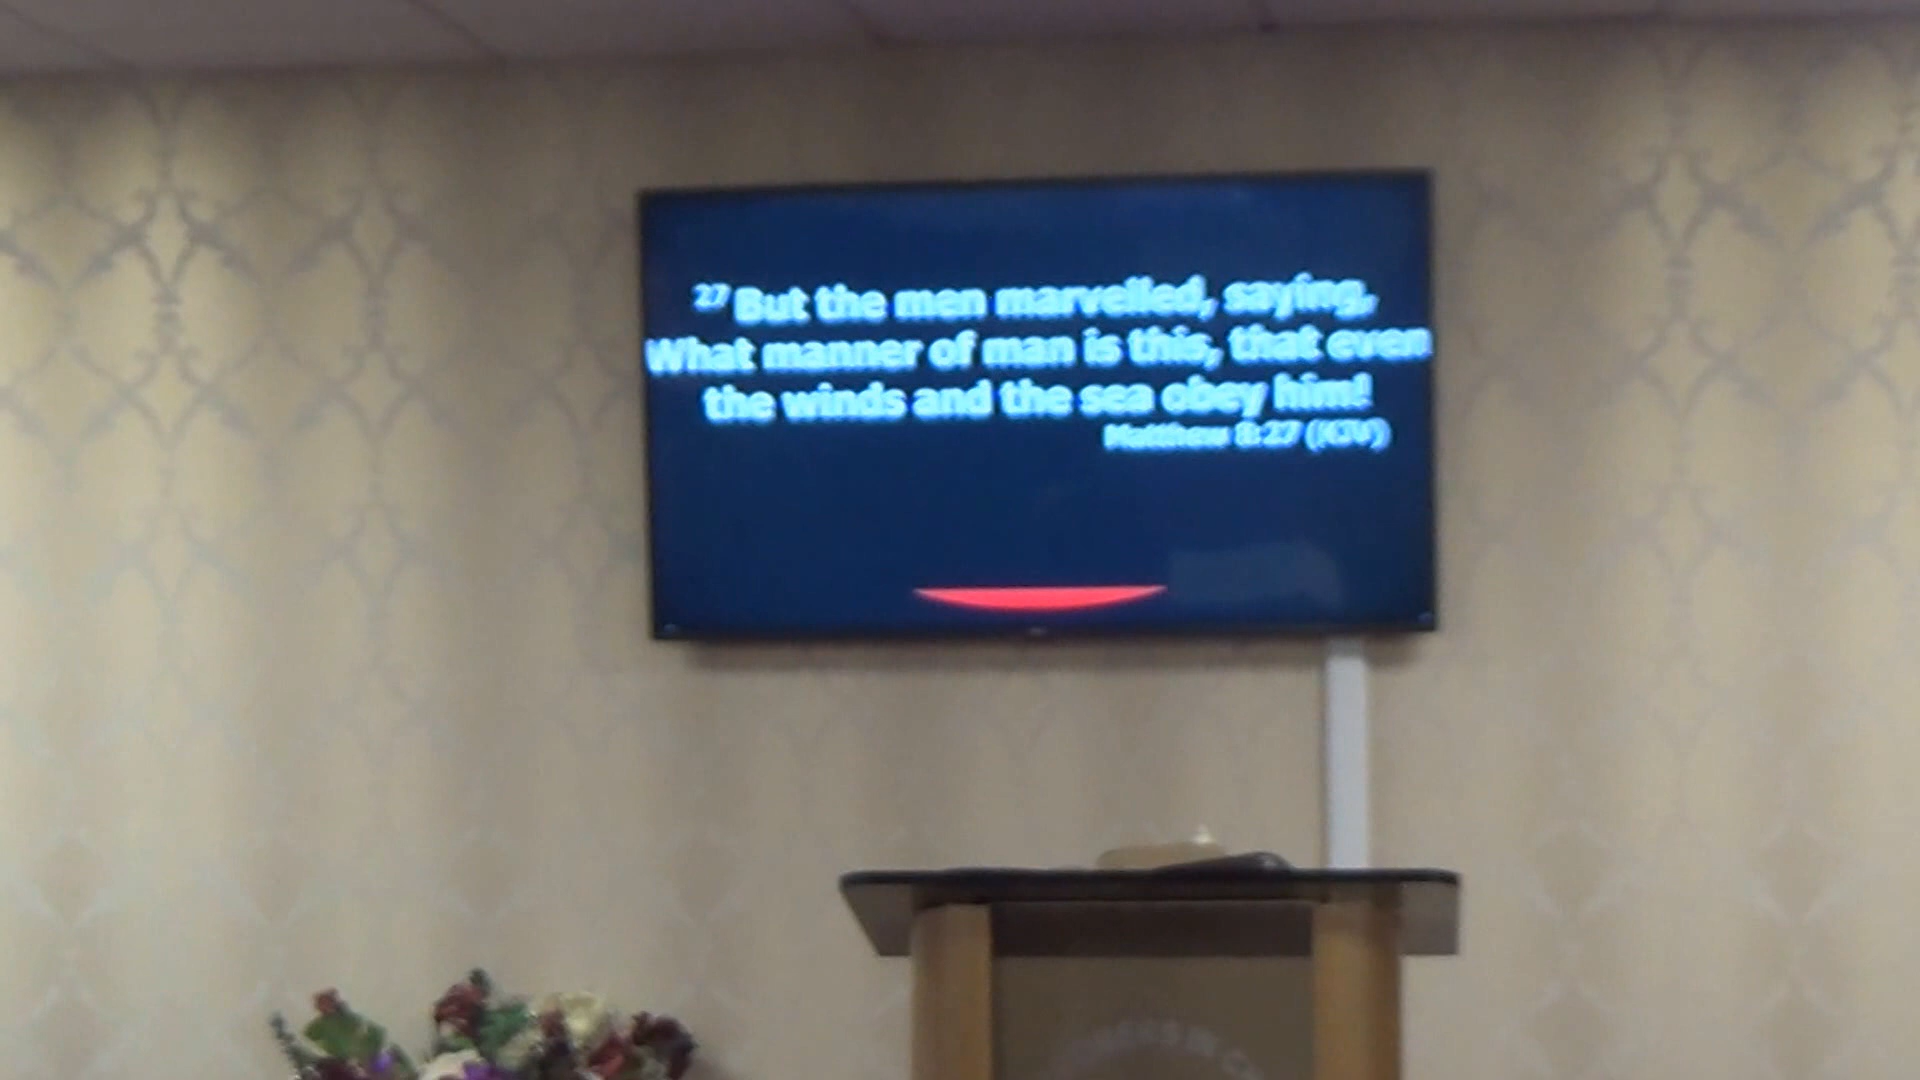 27 But the men marvelled, saying,
What manner of man is this, that even
the winds and the sea obey him!
Matthew 8:27 (KJV)